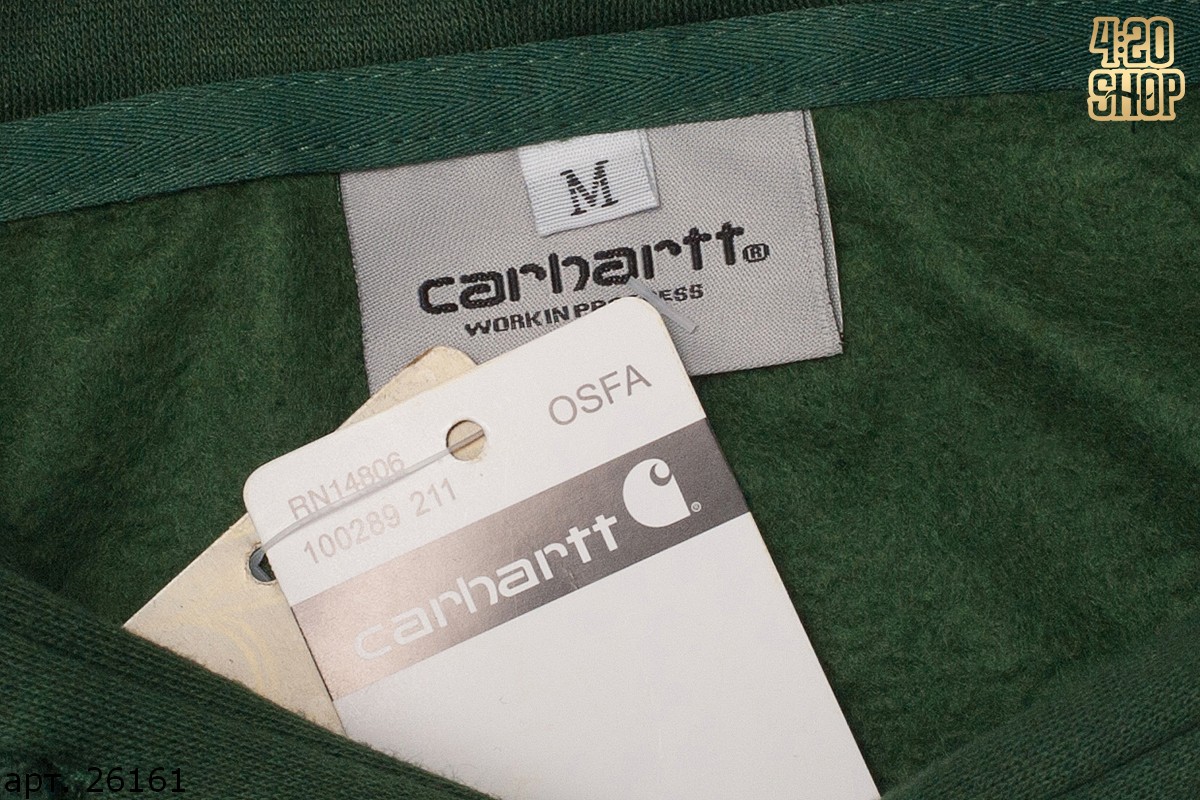 4:20
SHOP
M
carhartt®
WORK IN PROGRESS
OSFA
RN14806
100289 211
carhartt®
арт. 26161